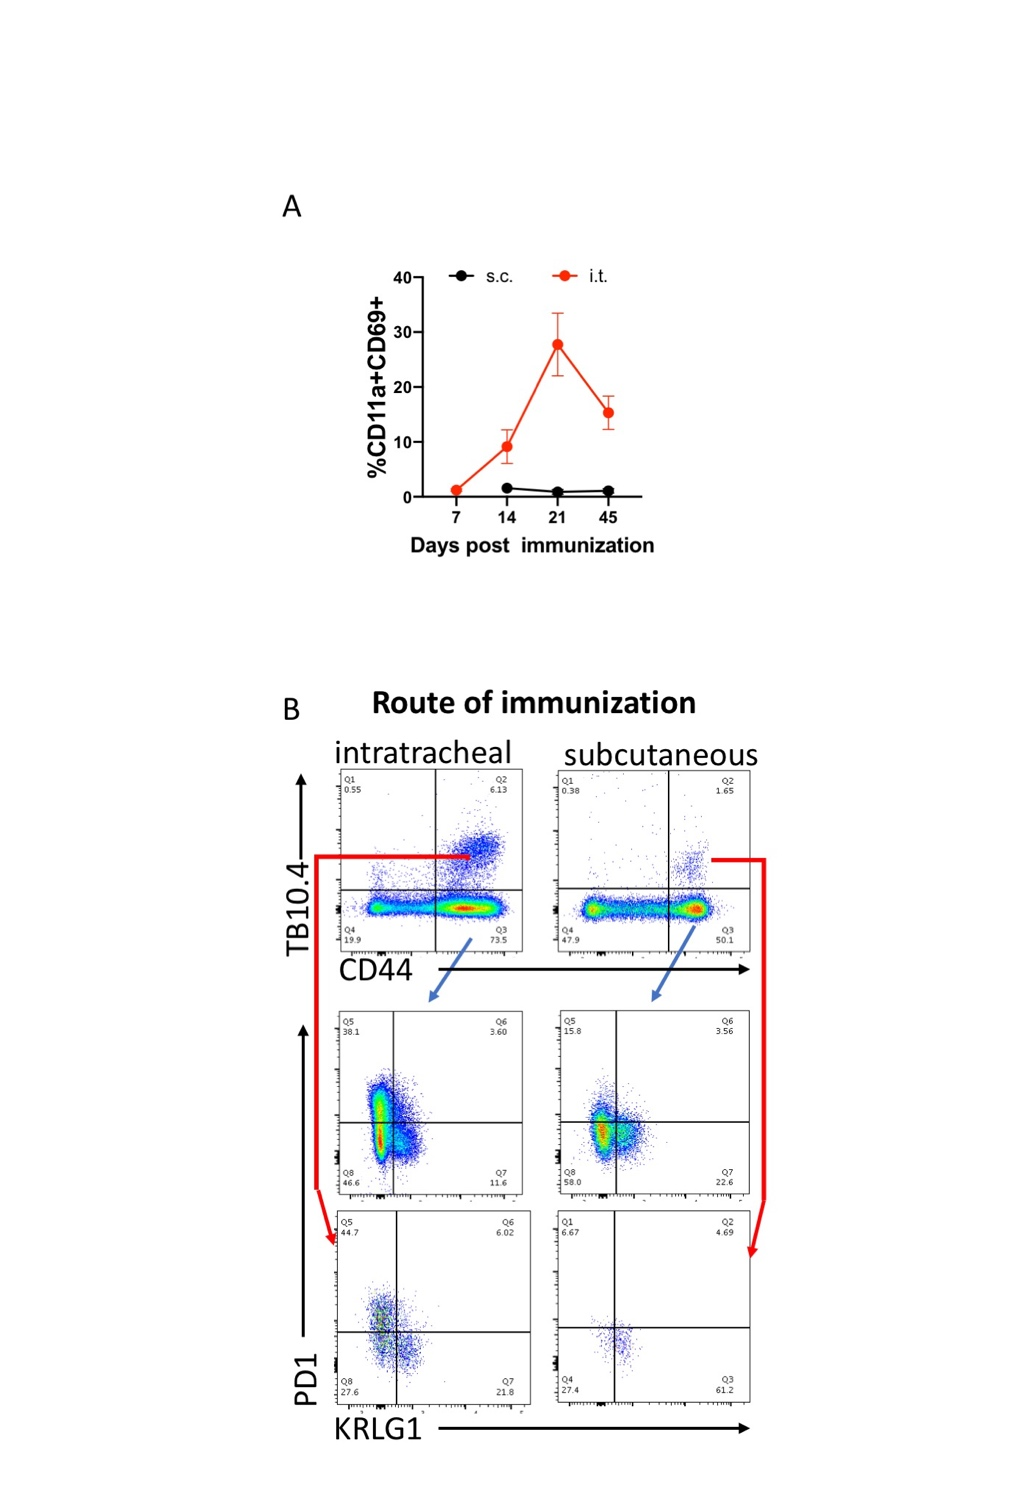 A
s.c. i.t.
%CD11a+CD69+
40
30
20
10
0
7 14 21 45
Days post immunization
B
Route of immunization
intratracheal subcutaneous
Q1 Q2
0.55 6.13
Q4 Q3
19.9 73.5
Q1 Q2
0.38 1.65
Q4 Q3
47.9 50.1
TB10.4
CD44
Q5 Q6
38.1 3.60
Q8 Q7
46.6 11.6
Q5 Q6
15.8 3.56
Q8 Q7
58.0 22.6
Q5 Q6
44.7 6.02
Q8 Q7
27.6 21.8
Q1 Q2
6.67 4.69
Q4 Q3
27.4 61.2
PD1
KRLG1